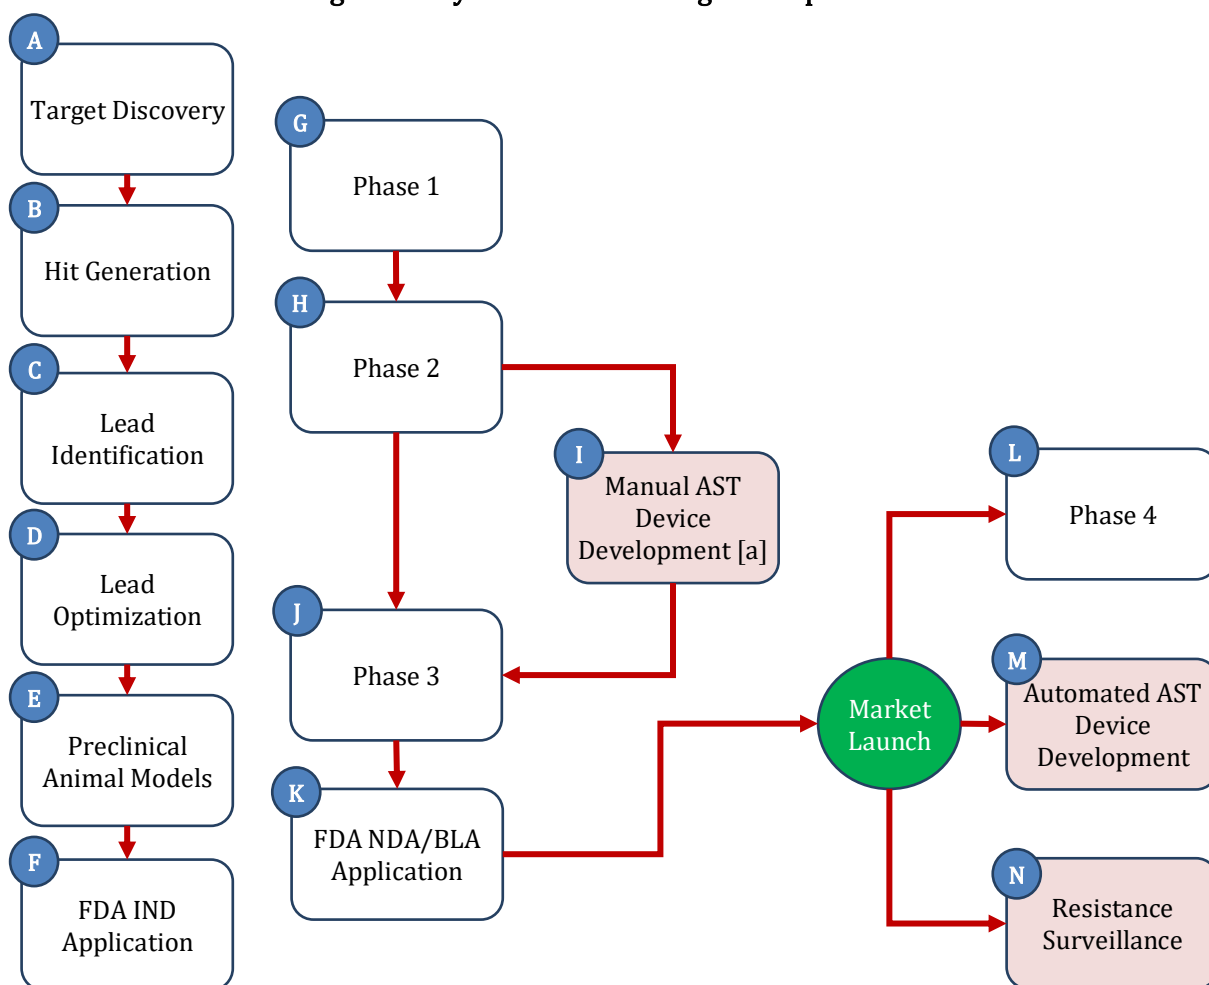 A
Target Discovery
B
Hit Generation
C
Lead
Identification
D
Lead
Optimization
E
Preclinical
Animal Models
F
FDA IND
Application
G
Phase 1
H
Phase 2
I
Manual AST
Device
Development [a]
J
Phase 3
K
FDA NDA/BLA
Application
Market
Launch
L
Phase 4
M
Automated AST
Device
Development
N
Resistance
Surveillance